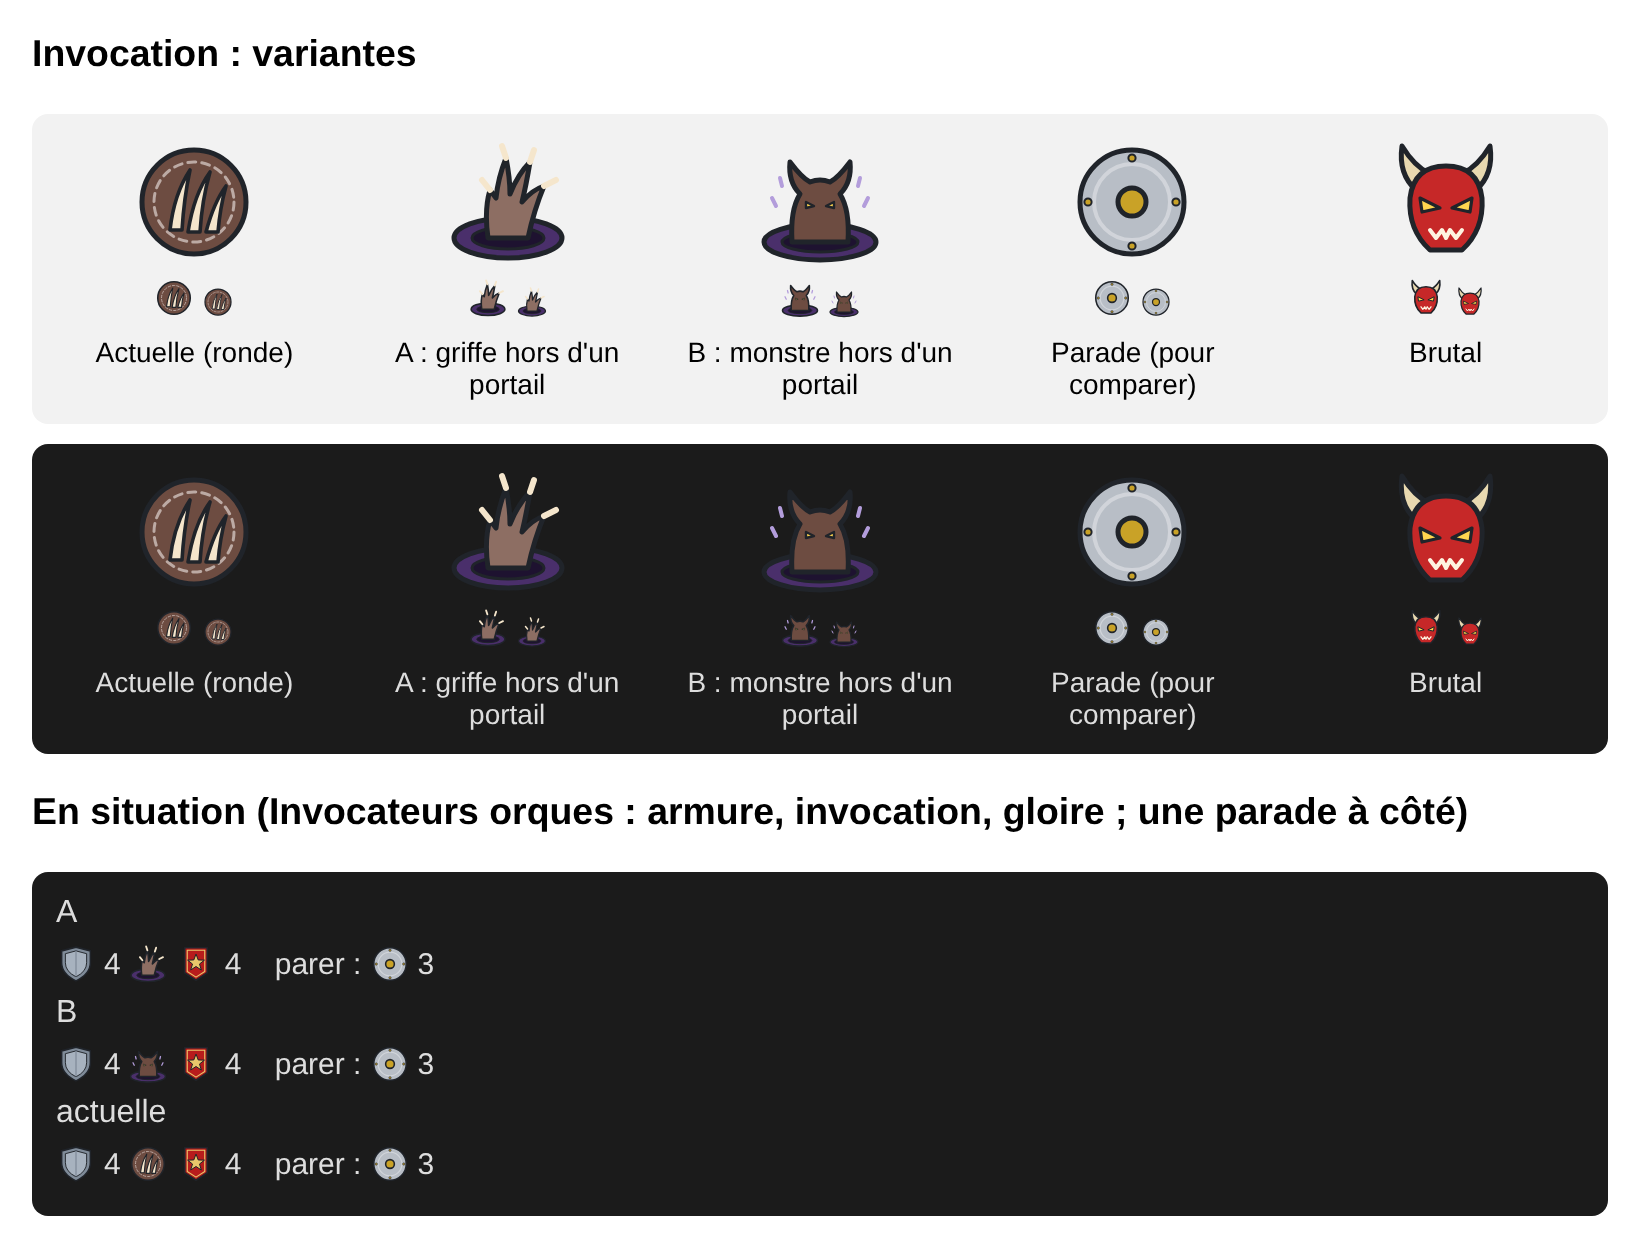 Invocation : variantes
Actuelle (ronde)
A : griffe hors d'un
portail
B : monstre hors d'un
portail
Parade (pour
comparer)
Brutal
Actuelle (ronde)
A : griffe hors d'un
portail
B : monstre hors d'un
portail
Parade (pour
comparer)
Brutal
En situation (Invocateurs orques : armure, invocation, gloire ; une parade à côté)
A
4 4 parer : 3
B
4 4 parer : 3
actuelle
4 4 parer : 3